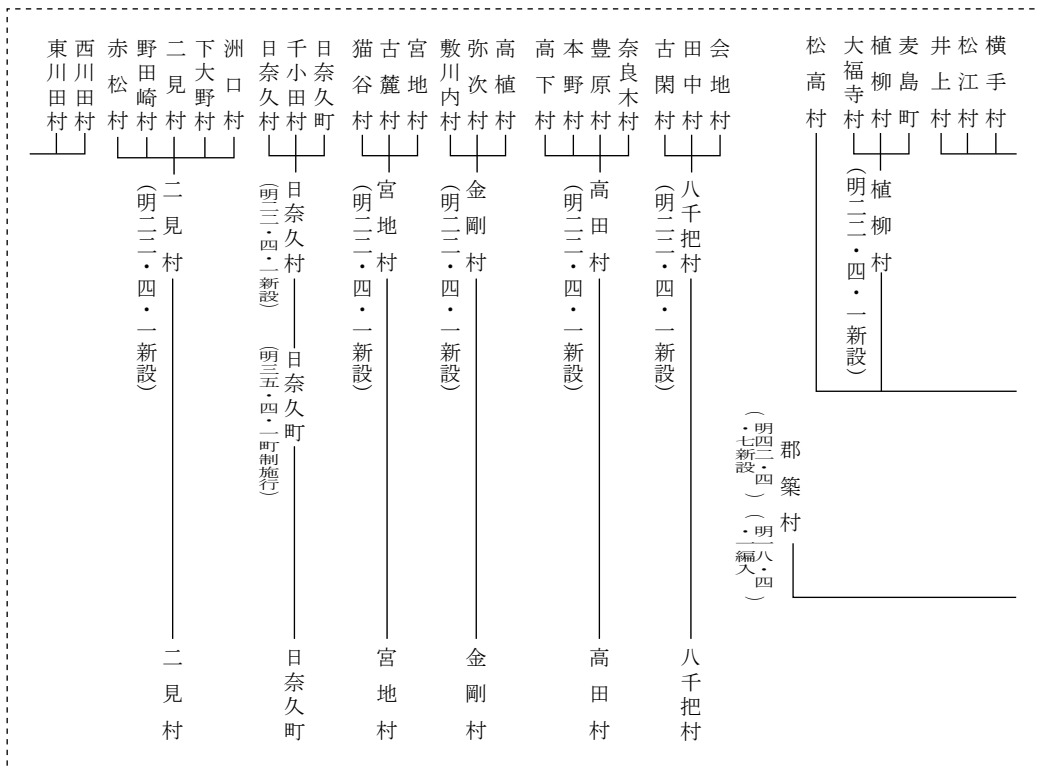 横手村
松江村
井上村
麦島町
植柳村
大福寺村
植柳村
(明二二・四・一新設)
松高村
郡築村
(明四二・四・七新設)
(明一八・四・一編入)
会地村
田中村
古閑村
八千把村
(明二二・四・一新設)
八千把村
奈良木村
豊原村
本野村
高下村
高田村
(明二二・四・一新設)
高田村
高植村
弥次村
敷川内村
金剛村
(明二二・四・一新設)
金剛村
宮地村
古麓村
猫谷村
宮地村
(明二二・四・一新設)
宮地村
日奈久町
千小田村
日奈久村
日奈久村
(明二二・四・一新設)
日奈久町
(明三五・四・一町制施行)
日奈久町
洲口村
下大野村
二見村
野田崎村
赤松村
二見村
(明二二・四・一新設)
二見村
西川田村
東川田村